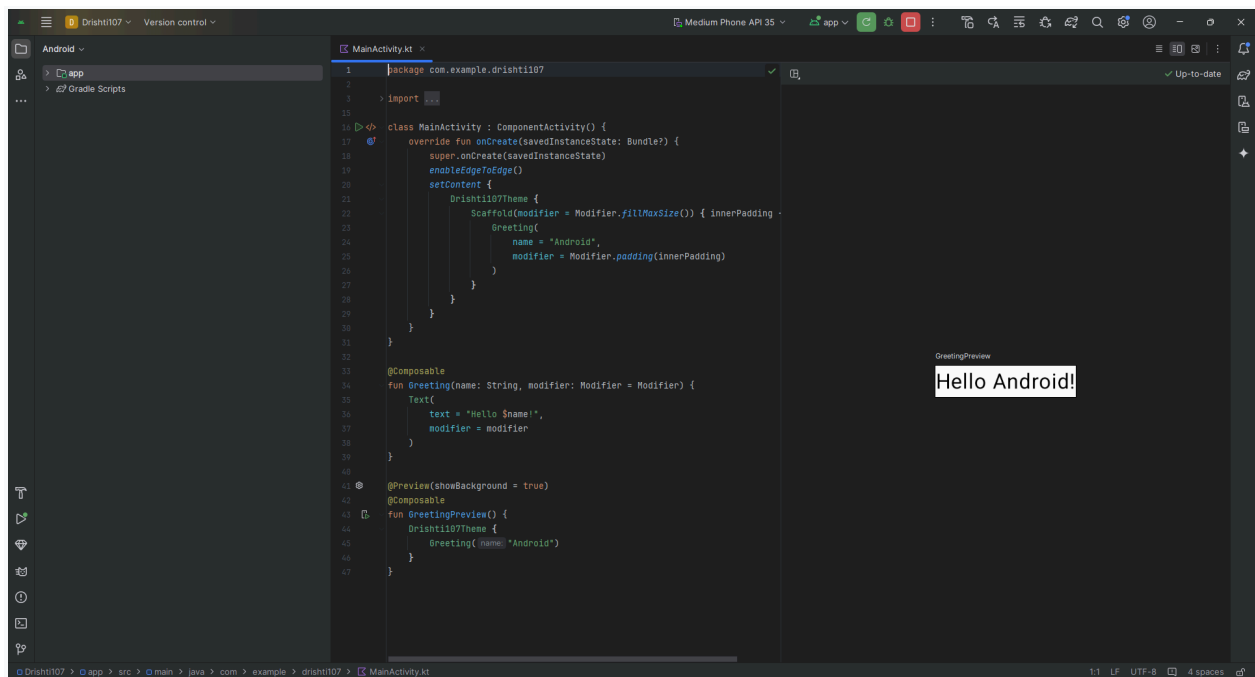 D Drishti107 Version control Medium Phone API 35 app
Android
MainActivity.kt
app
Gradle Scripts
Up-to-date
1 package com.example.drishti107
2
3 import ...
15
16 class MainActivity : ComponentActivity() {
17 override fun onCreate(savedInstanceState: Bundle?) {
18 super.onCreate(savedInstanceState)
19 enableEdgeToEdge()
20 setContent {
21 Drishti107Theme {
22 Scaffold(modifier = Modifier.fillMaxSize()) { innerPadding -
23 Greeting(
24 name = "Android",
25 modifier = Modifier.padding(innerPadding)
26 )
27 }
28 }
29 }
30 }
31 }
32
33 @Composable
34 fun Greeting(name: String, modifier: Modifier = Modifier) {
35 Text(
36 text = "Hello $name!",
37 modifier = modifier
38 )
39 }
40
41 @Preview(showBackground = true)
42 @Composable
43 fun GreetingPreview() {
44 Drishti107Theme {
45 Greeting( name: "Android")
46 }
47 }
GreetingPreview
Hello Android!
Drishti107 > app > src > main > java > com > example > drishti107 > MainActivity.kt
1:1 LF UTF-8 4 spaces